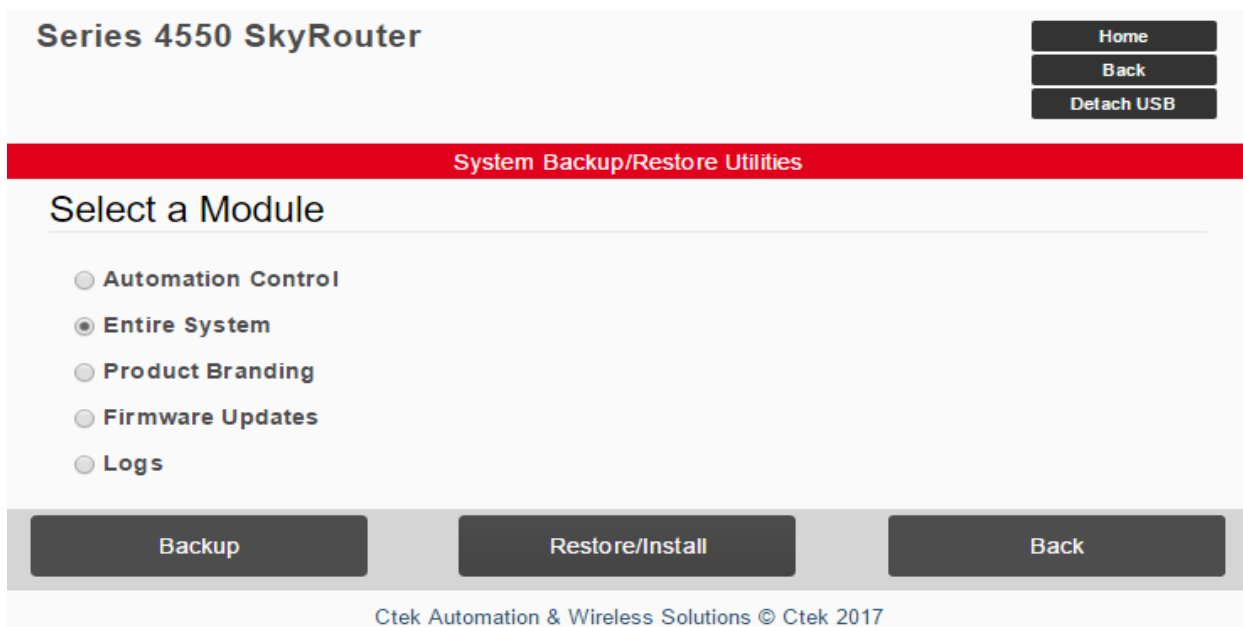 Series 4550 SkyRouter
Home
Back
Detach USB
System Backup/Restore Utilities
Select a Module
Automation Control
Entire System
Product Branding
Firmware Updates
Logs
Backup
Restore/Install
Back
Ctek Automation & Wireless Solutions © Ctek 2017